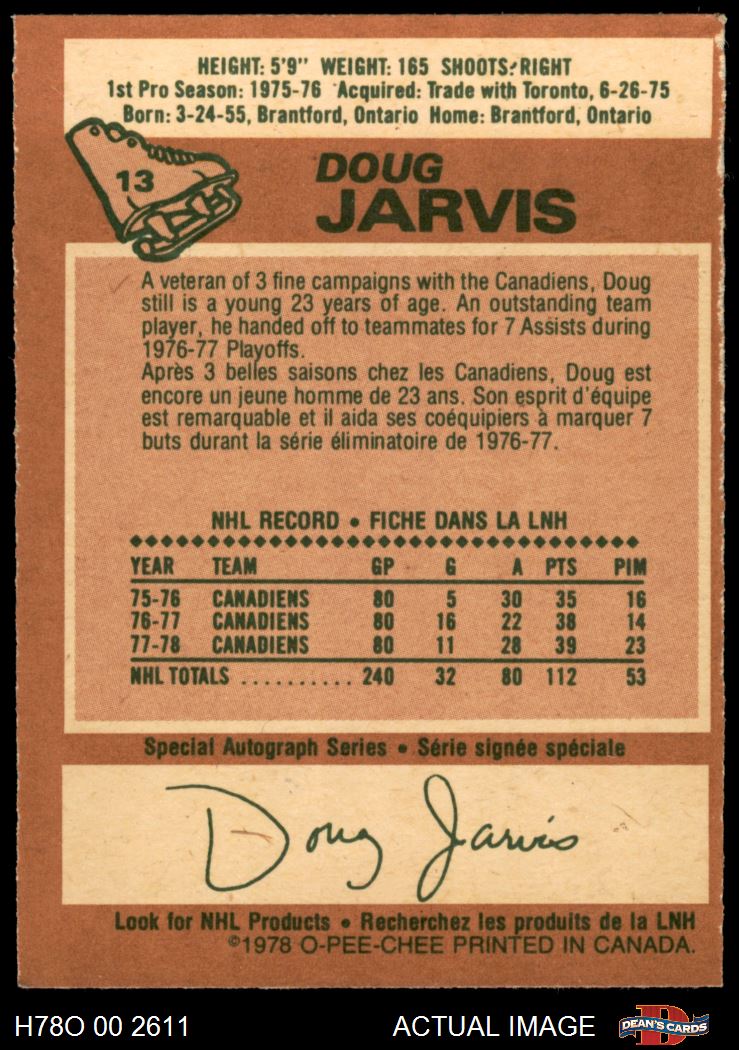 HEIGHT: 5'9" WEIGHT: 165 SHOOTS: RIGHT
1st Pro Season: 1975-76 Acquired: Trade with Toronto, 6-26-75
Born: 3-24-55, Brantford, Ontario Home: Brantford, Ontario
13
DOUG
JARVIS
A veteran of 3 fine campaigns with the Canadiens, Doug
still is a young 23 years of age. An outstanding team
player, he handed off to teammates for 7 Assists during
1976-77 Playoffs.
Après 3 belles saisons chez les Canadiens, Doug est
encore un jeune homme de 23 ans. Son esprit d'équipe
est remarquable et il aida ses coéquipiers à marquer 7
buts durant la série éliminatoire de 1976-77.
NHL RECORD • FICHE DANS LA LNH
YEAR TEAM GP G A PTS PIM
75-76 CANADIENS 80 5 30 35 16
76-77 CANADIENS 80 16 22 38 14
77-78 CANADIENS 80 11 28 39 23
NHL TOTALS .......... 240 32 80 112 53
Special Autograph Series • Série signée spéciale
Doug Jarvis
Look for NHL Products • Recherchez les produits de la LNH
©1978 O-PEE-CHEE PRINTED IN CANADA.
H78O 00 2611 ACTUAL IMAGE D DEAN'S CARDS